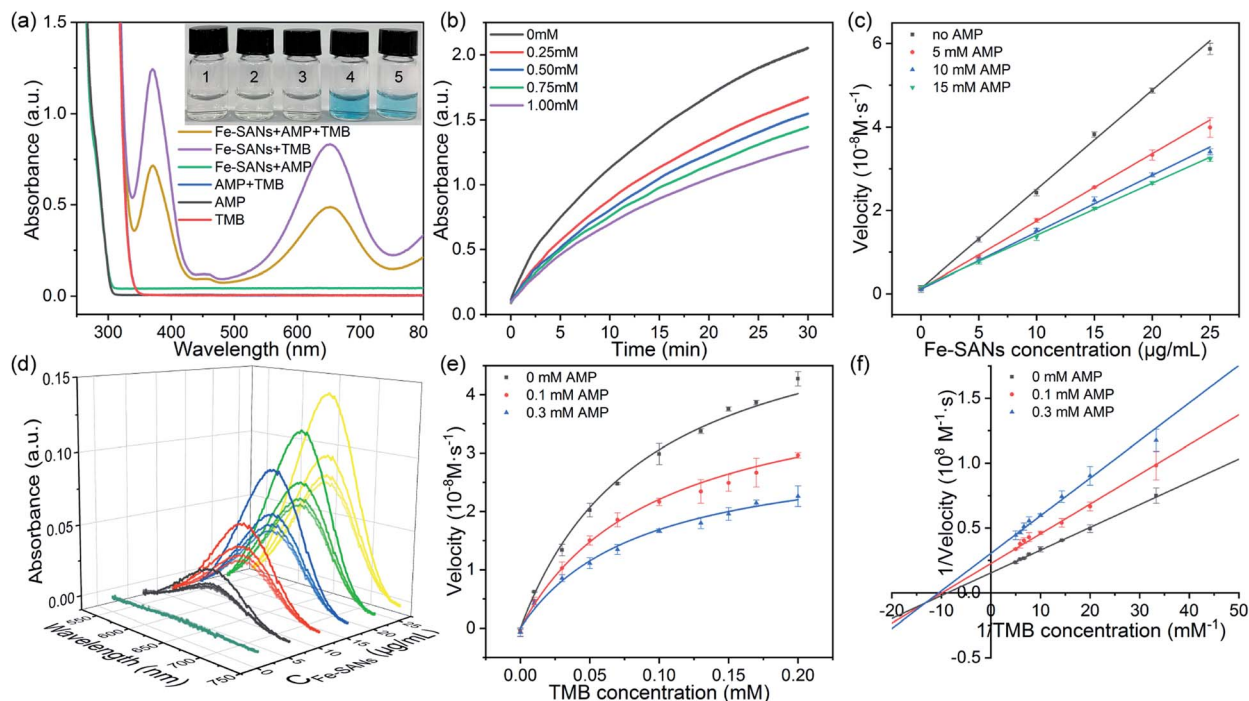 (a)
1.5
1.0
0.5
0.0
Absorbance (a.u.)
1 2 3 4 5
Fe-SANs+AMP+TMB
Fe-SANs+TMB
Fe-SANs+AMP
AMP+TMB
AMP
TMB
300 400 500 600 700 80
Wavelength (nm)
(b)
2.0
1.5
1.0
0.5
0.0
Absorbance (a.u.)
0mM
0.25mM
0.50mM
0.75mM
1.00mM
0 5 10 15 20 25 30
Time (min)
(c)
6
4
2
0
Velocity (10⁻⁸M·s⁻¹)
no AMP
5 mM AMP
10 mM AMP
15 mM AMP
0 5 10 15 20 25
Fe-SANs concentration (μg/mL)
(d)
0.15
0.10
0.05
0.00
Absorbance (a.u.)
550 600 650 700 750
Wavelength (nm)
0 5 10 15 20 25
C Fe-SANs (μg/mL)
(e)
4
3
2
1
0
Velocity (10⁻⁸M·s⁻¹)
0 mM AMP
0.1 mM AMP
0.3 mM AMP
0.00 0.05 0.10 0.15 0.20
TMB concentration (mM)
(f)
1.5
1.0
0.5
-0.5
1/Velocity (10⁸ M⁻¹·s)
0 mM AMP
0.1 mM AMP
0.3 mM AMP
-20 -10 0 10 20 30 40 50
1/TMB concentration (mM⁻¹)